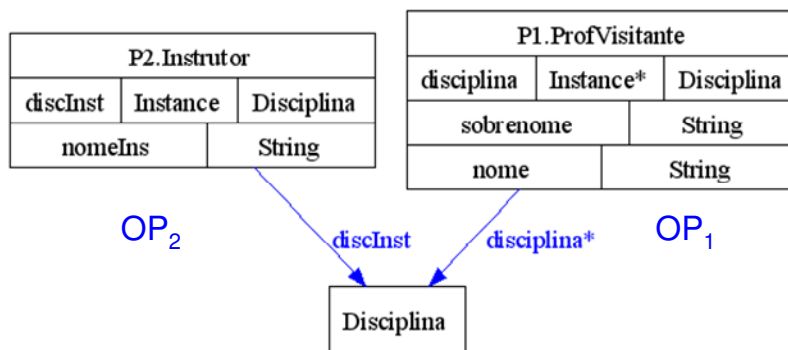 P2.Instrutor
discInst Instance Disciplina
nomeIns String
P1.ProfVisitante
disciplina Instance* Disciplina
sobrenome String
nome String
OP2
discInst
disciplina*
OP1
Disciplina